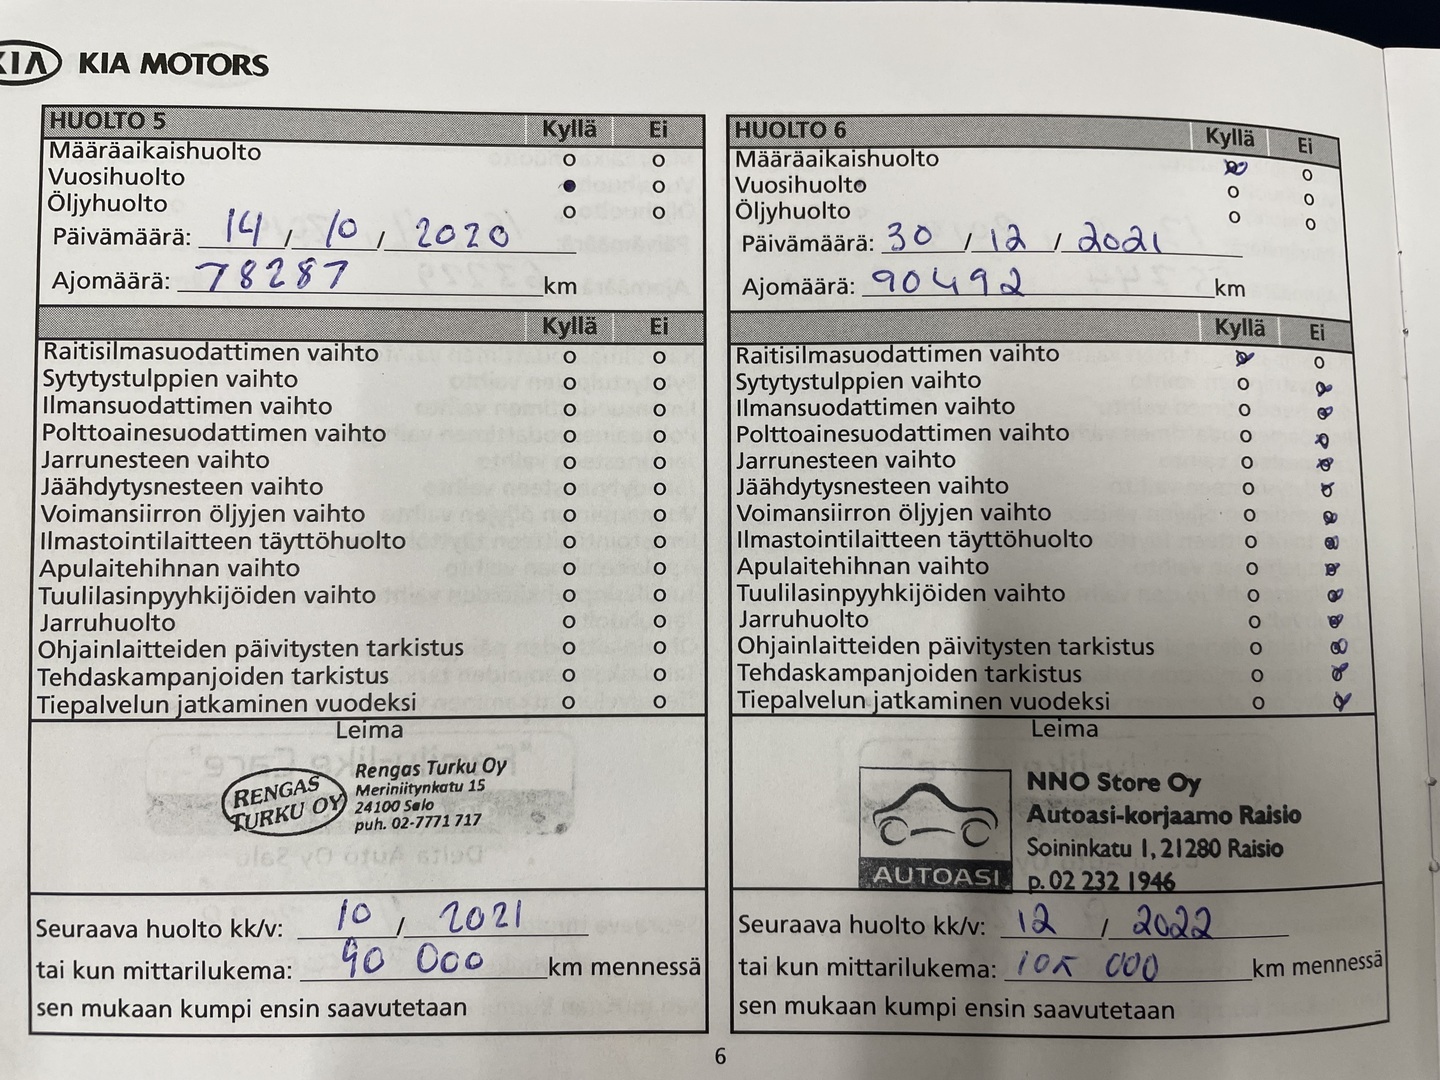 KIA KIA MOTORS
HUOLTO 5 Kyllä Ei
Määräaikaishuolto o o
Vuosihuolto ● o
Öljyhuolto o o
Päivämäärä: 14 / 10 / 2020
Ajomäärä: 78287 km
Kyllä Ei
Raitisilmasuodattimen vaihto o o
Sytytystulppien vaihto o o
Ilmansuodattimen vaihto o o
Polttoainesuodattimen vaihto o o
Jarrunesteen vaihto o o
Jäähdytysnesteen vaihto o o
Voimansiirron öljyjen vaihto o o
Ilmastointilaitteen täyttöhuolto o o
Apulaitehihnan vaihto o o
Tuulilasinpyyhkijöiden vaihto o o
Jarruhuolto o o
Ohjainlaitteiden päivitysten tarkistus o o
Tehdaskampanjoiden tarkistus o o
Tiepalvelun jatkaminen vuodeksi o o
Leima
RENGAS TURKU OY
Rengas Turku Oy
Meriniitynkatu 15
24100 Salo
puh. 02-7771 717
Seuraava huolto kk/v: 10 / 2021
tai kun mittarilukema: 90 000 km mennessä
sen mukaan kumpi ensin saavutetaan
HUOLTO 6 Kyllä Ei
Määräaikaishuolto o
Vuosihuolto o o
Öljyhuolto o o
Päivämäärä: 30 / 12 / 2021
Ajomäärä: 90492 km
Kyllä Ei
Raitisilmasuodattimen vaihto o
Sytytystulppien vaihto o
Ilmansuodattimen vaihto o
Polttoainesuodattimen vaihto o
Jarrunesteen vaihto o
Jäähdytysnesteen vaihto o
Voimansiirron öljyjen vaihto o
Ilmastointilaitteen täyttöhuolto o
Apulaitehihnan vaihto o
Tuulilasinpyyhkijöiden vaihto o
Jarruhuolto o
Ohjainlaitteiden päivitysten tarkistus o
Tehdaskampanjoiden tarkistus o
Tiepalvelun jatkaminen vuodeksi o
Leima
AUTOASI
NNO Store Oy
Autoasi-korjaamo Raisio
Soininkatu 1, 21280 Raisio
p. 02 232 1946
Seuraava huolto kk/v: 12 / 2022
tai kun mittarilukema: 105 000 km mennessä
sen mukaan kumpi ensin saavutetaan
6